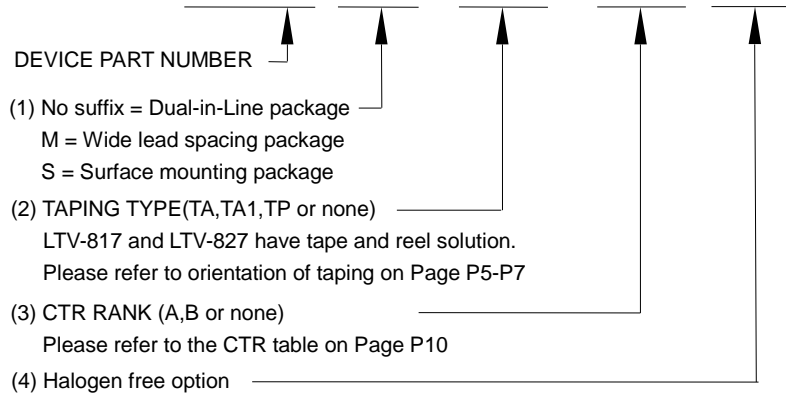 DEVICE PART NUMBER
(1) No suffix = Dual-in-Line package
M = Wide lead spacing package
S = Surface mounting package
(2) TAPING TYPE(TA,TA1,TP or none)
LTV-817 and LTV-827 have tape and reel solution.
Please refer to orientation of taping on Page P5-P7
(3) CTR RANK (A,B or none)
Please refer to the CTR table on Page P10
(4) Halogen free option